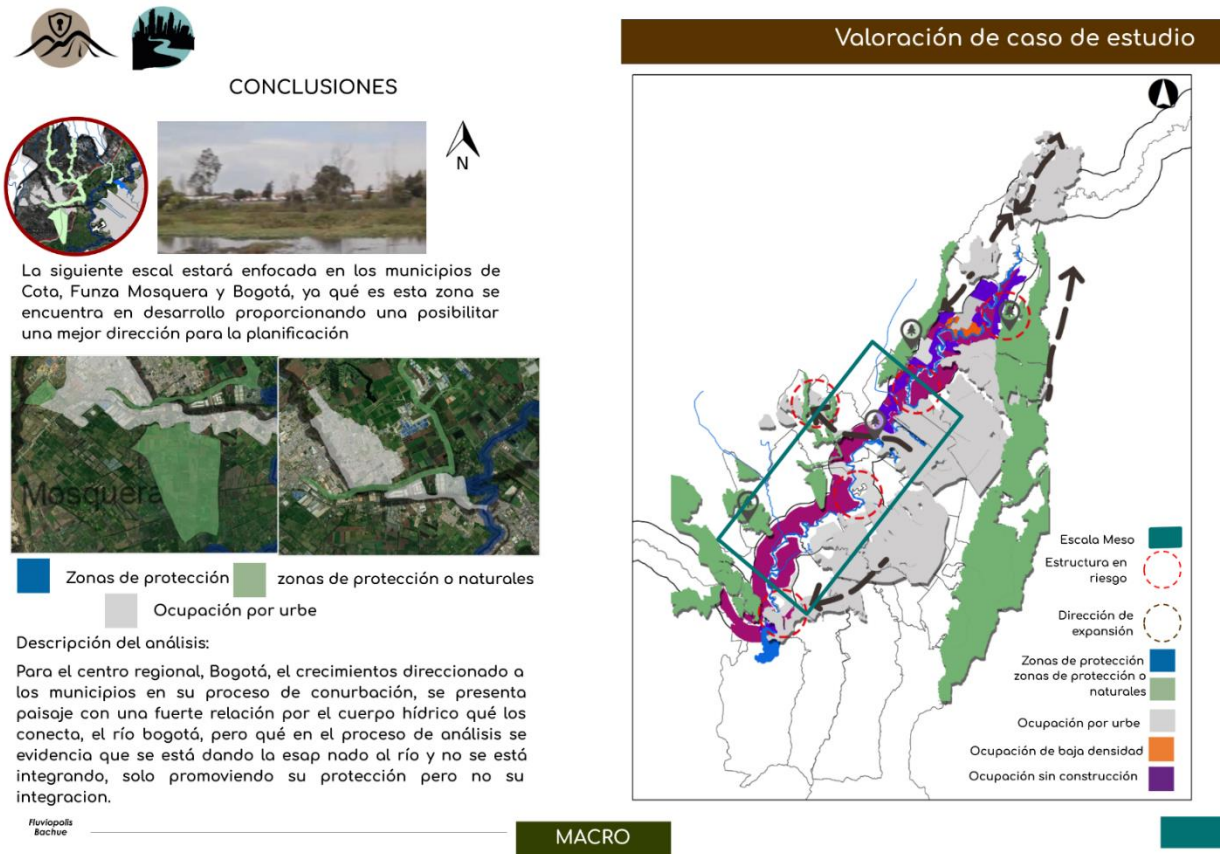 CONCLUSIONES
N
La siguiente escal estará enfocada en los municipios de
Cota, Funza Mosquera y Bogotá, ya qué es esta zona se
encuentra en desarrollo proporcionando una posibilitar
una mejor dirección para la planificación
Mosquera
Zonas de protección
zonas de protección o naturales
Ocupación por urbe
Descripción del análisis:
Para el centro regional, Bogotá, el crecimientos direccionado a
los municipios en su proceso de conurbación, se presenta
paisaje con una fuerte relación por el cuerpo hídrico qué los
conecta, el río bogotá, pero qué en el proceso de análisis se
evidencia que se está dando la esap nado al río y no se está
integrando, solo promoviendo su protección pero no su
integracion.
Fluviopolis
Bachue
MACRO
Valoración de caso de estudio
Escala Meso
Estructura en
riesgo
Dirección de
expansión
Zonas de protección
zonas de protección o
naturales
Ocupación por urbe
Ocupación de baja densidad
Ocupación sin construcción